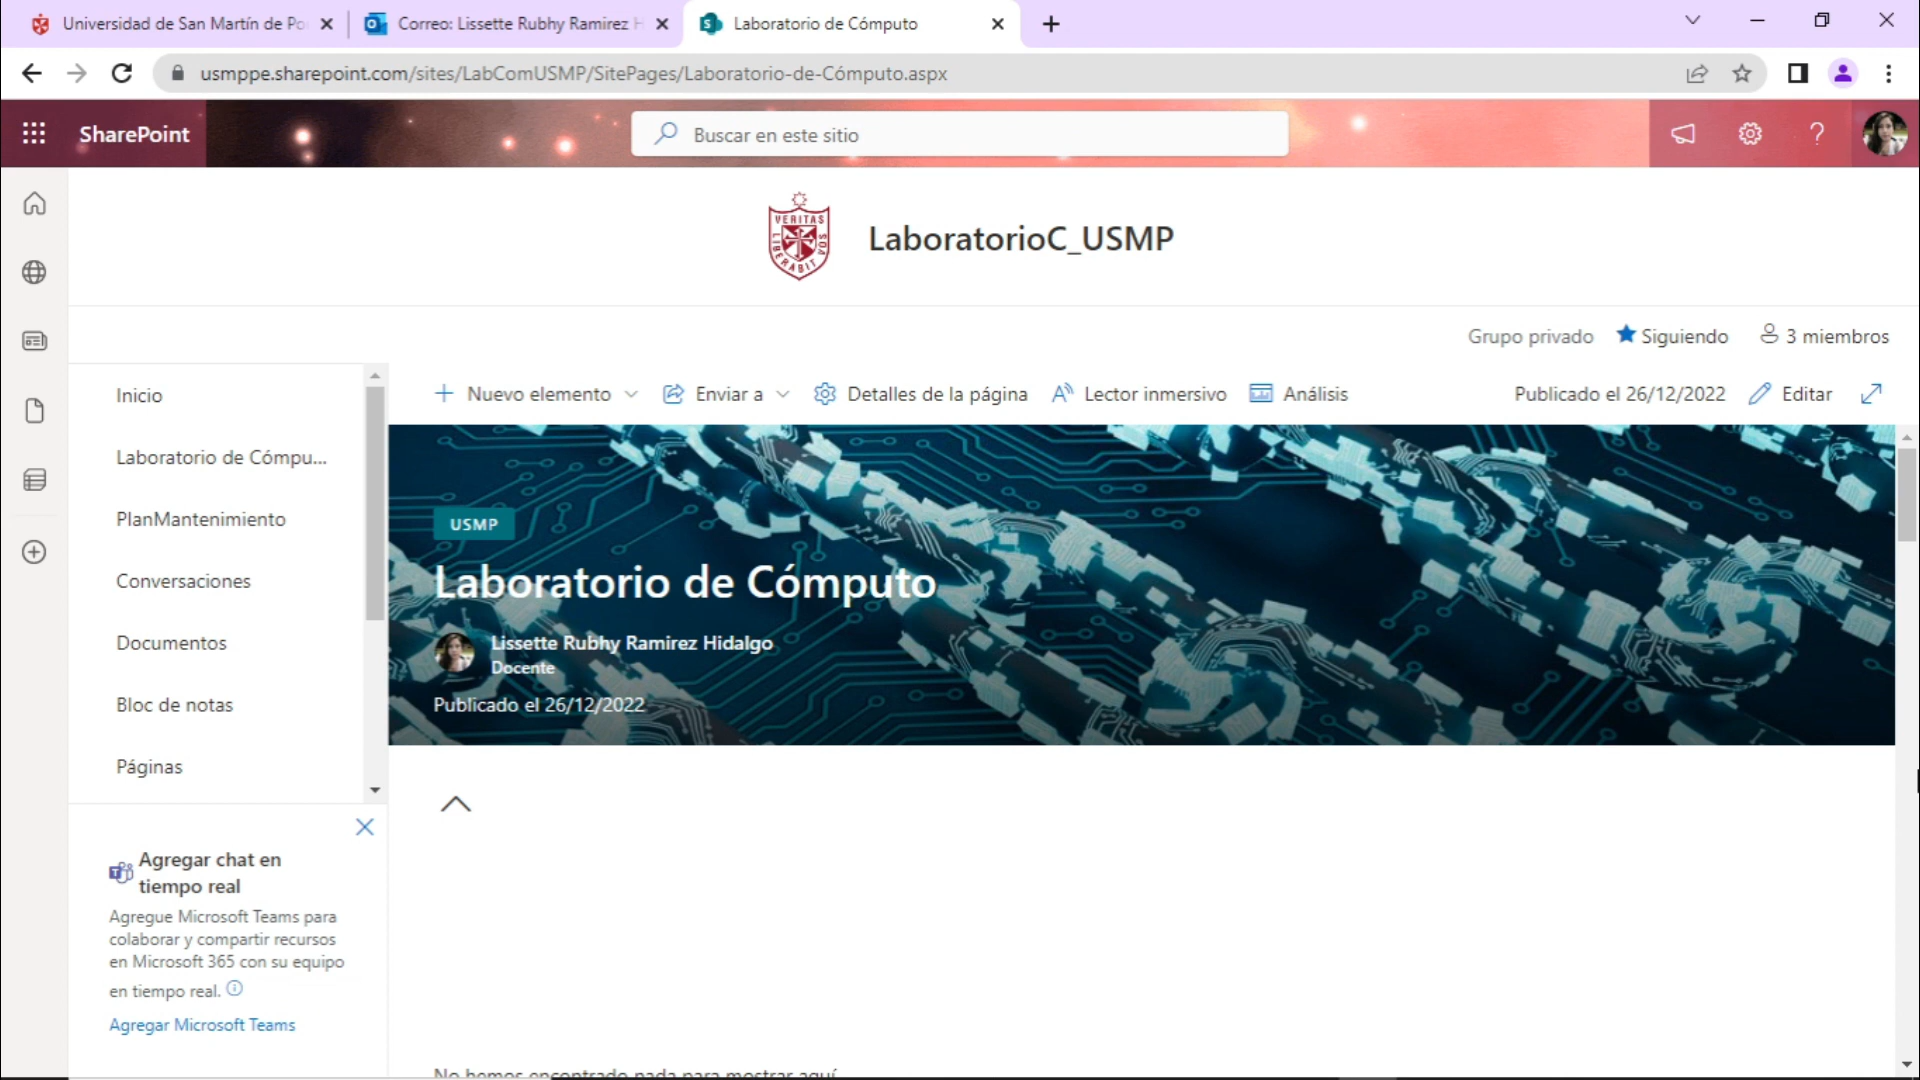 Universidad de San Martín de Po
Correo: Lissette Rubhy Ramirez H
Laboratorio de Cómputo
usmppe.sharepoint.com/sites/LabComUSMP/SitePages/Laboratorio-de-Cómputo.aspx
SharePoint
Buscar en este sitio
VERITAS
LIBERABIT VOS
LaboratorioC_USMP
Grupo privado
Siguiendo
3 miembros
Inicio
Laboratorio de Cómpu...
PlanMantenimiento
Conversaciones
Documentos
Bloc de notas
Páginas
Nuevo elemento
Enviar a
Detalles de la página
Lector inmersivo
Análisis
Publicado el 26/12/2022
Editar
USMP
Laboratorio de Cómputo
Lissette Rubhy Ramirez Hidalgo
Docente
Publicado el 26/12/2022
Agregar chat en
tiempo real
Agregue Microsoft Teams para
colaborar y compartir recursos
en Microsoft 365 con su equipo
en tiempo real.
Agregar Microsoft Teams
No hemos encontrado nada para mostrar aquí